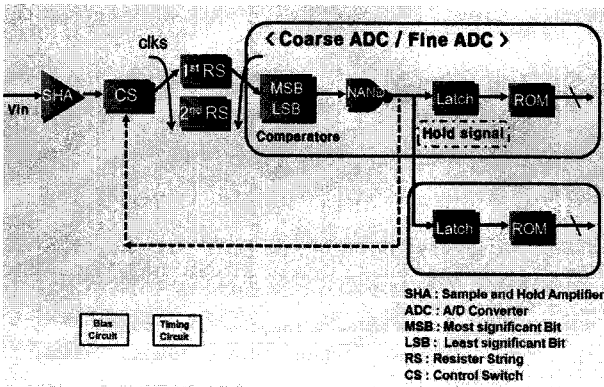 < Coarse ADC / Fine ADC >
clks
Vin
SHA
CS
1st RS
2nd RS
MSB
LSB
Comparators
NAND
Latch
ROM
Hold signal
Latch
ROM
Bias
Circuit
Timing
Circuit
SHA : Sample and Hold Amplifier
ADC : A/D Converter
MSB : Most significant Bit
LSB : Least significant Bit
RS : Resister String
CS : Control Switch